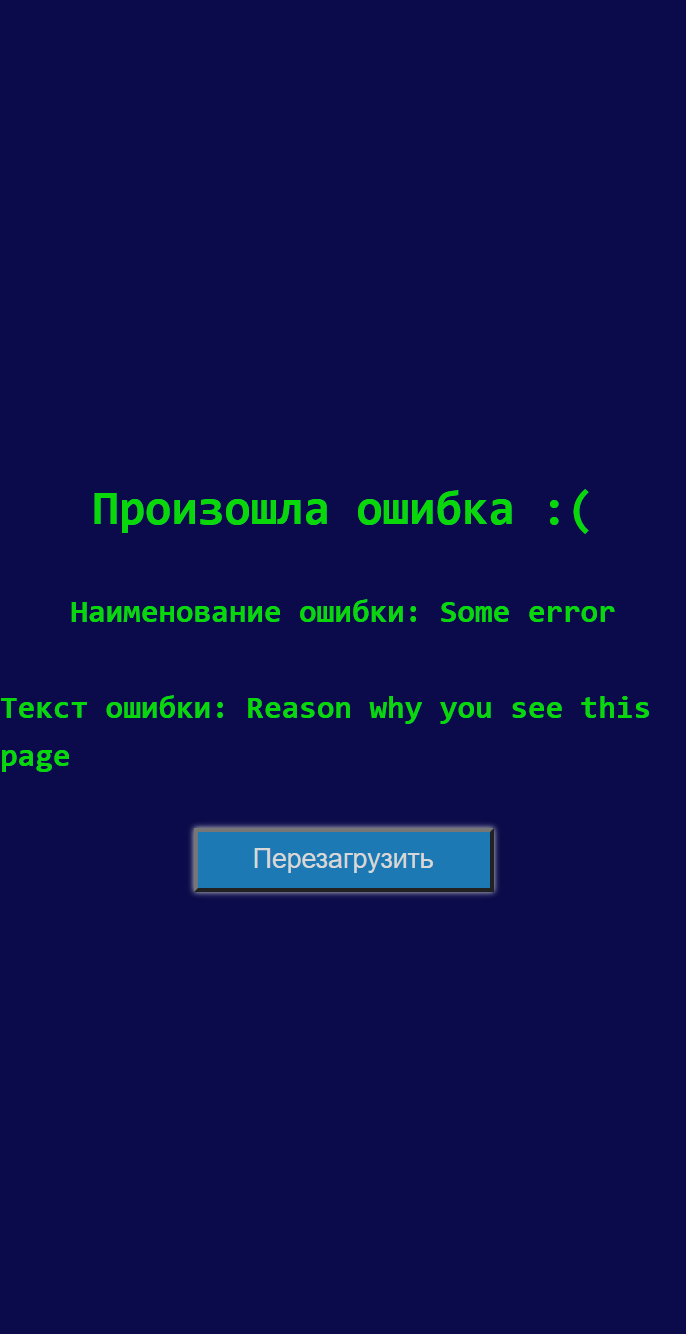 Произошла ошибка :(
Наименование ошибки: Some error
Текст ошибки: Reason why you see this
page
Перезагрузить